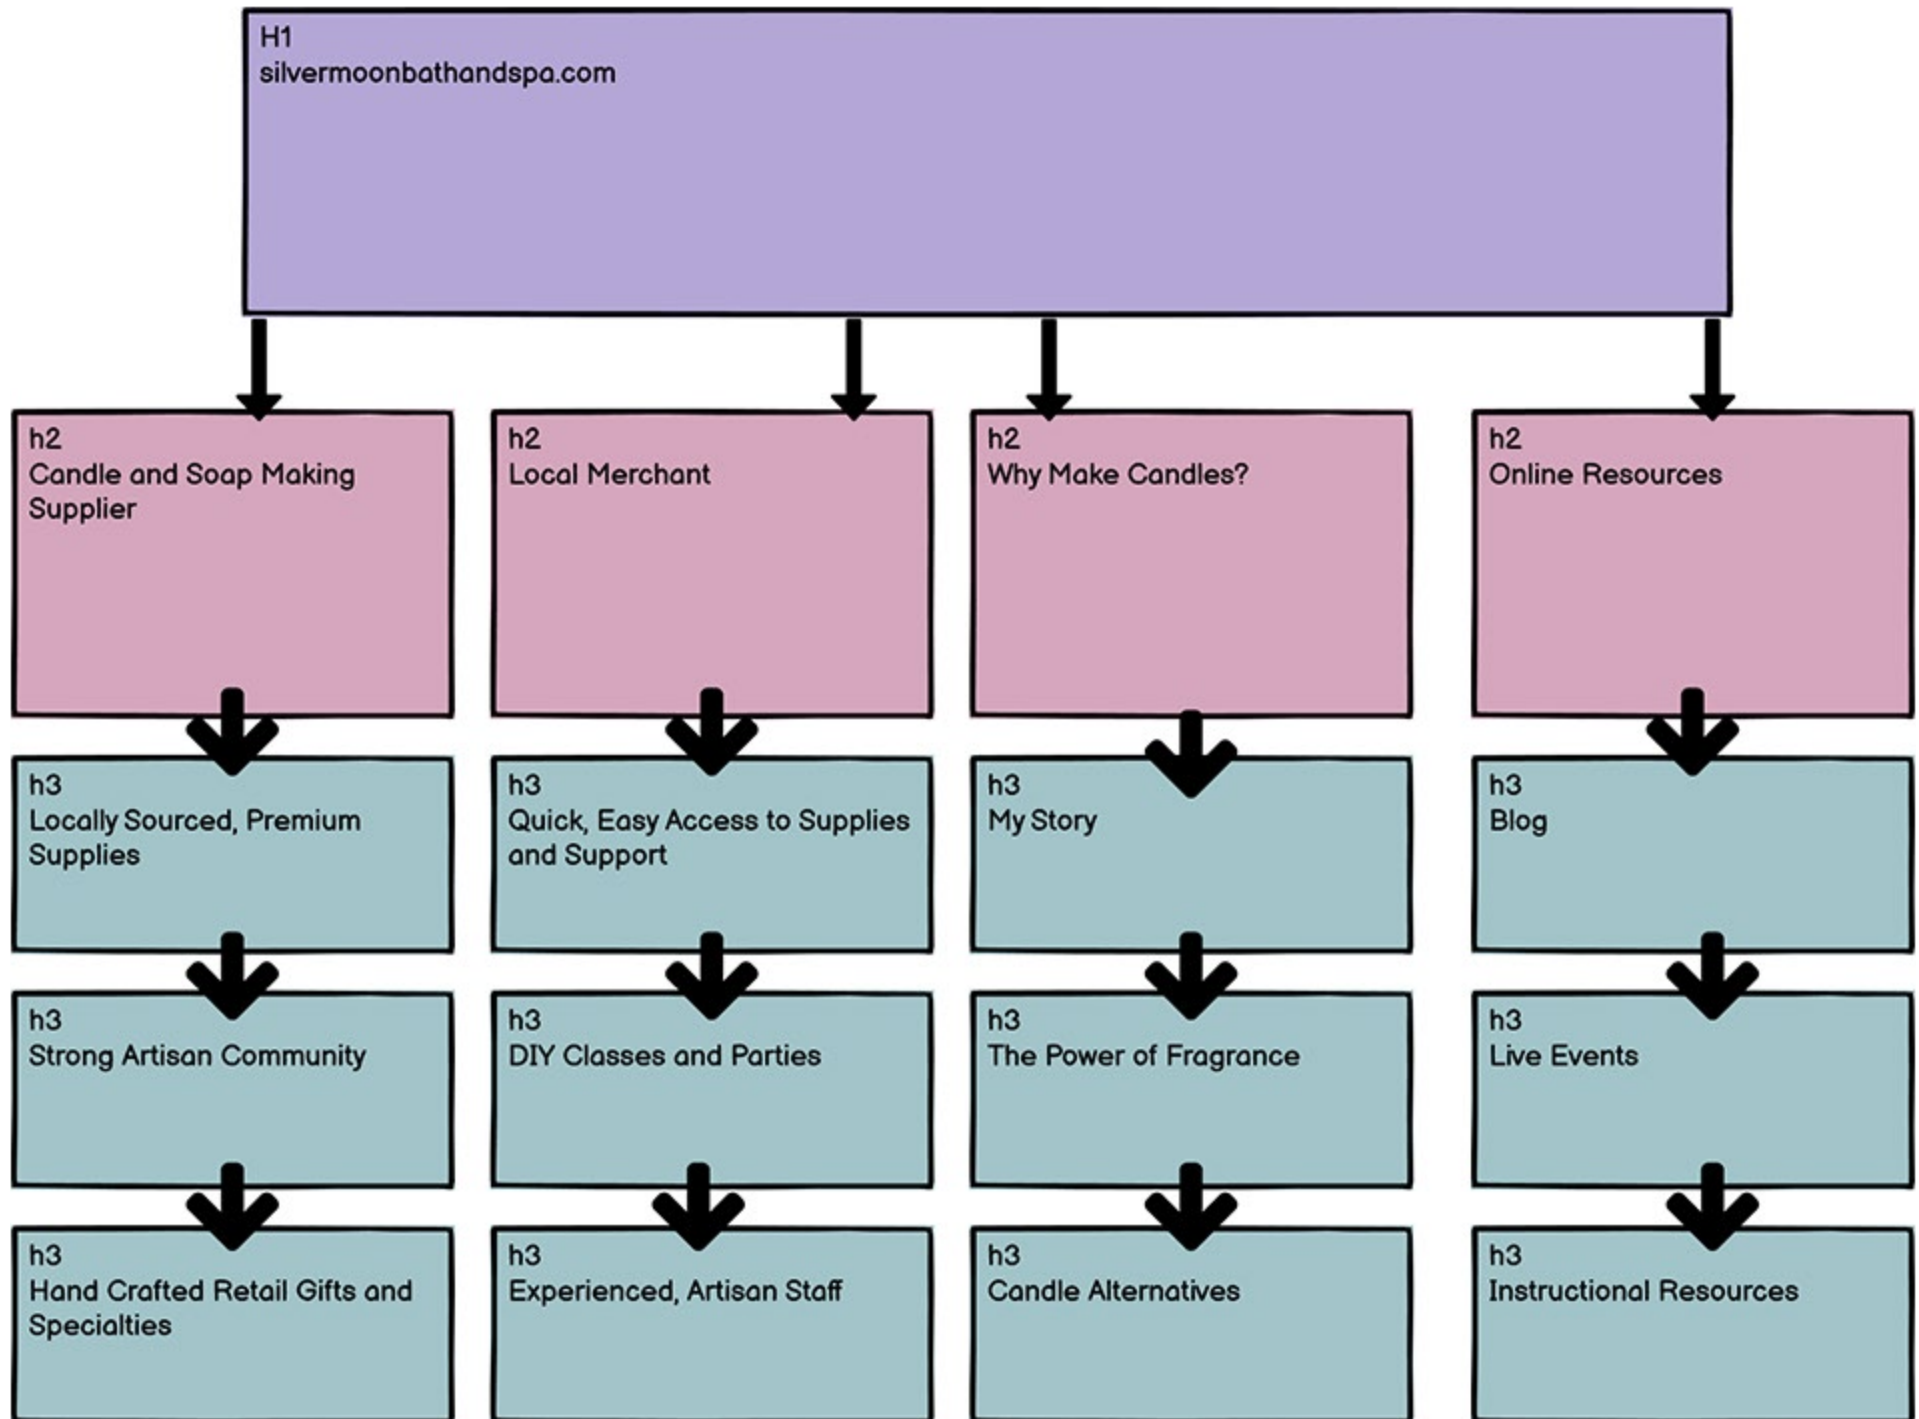 H1
silvermoonbathandspa.com
h2
Candle and Soap Making
Supplier
h2
Local Merchant
h2
Why Make Candles?
h2
Online Resources
h3
Locally Sourced, Premium
Supplies
h3
Quick, Easy Access to Supplies
and Support
h3
My Story
h3
Blog
h3
Strong Artisan Community
h3
DIY Classes and Parties
h3
The Power of Fragrance
h3
Live Events
h3
Hand Crafted Retail Gifts and
Specialties
h3
Experienced, Artisan Staff
h3
Candle Alternatives
h3
Instructional Resources